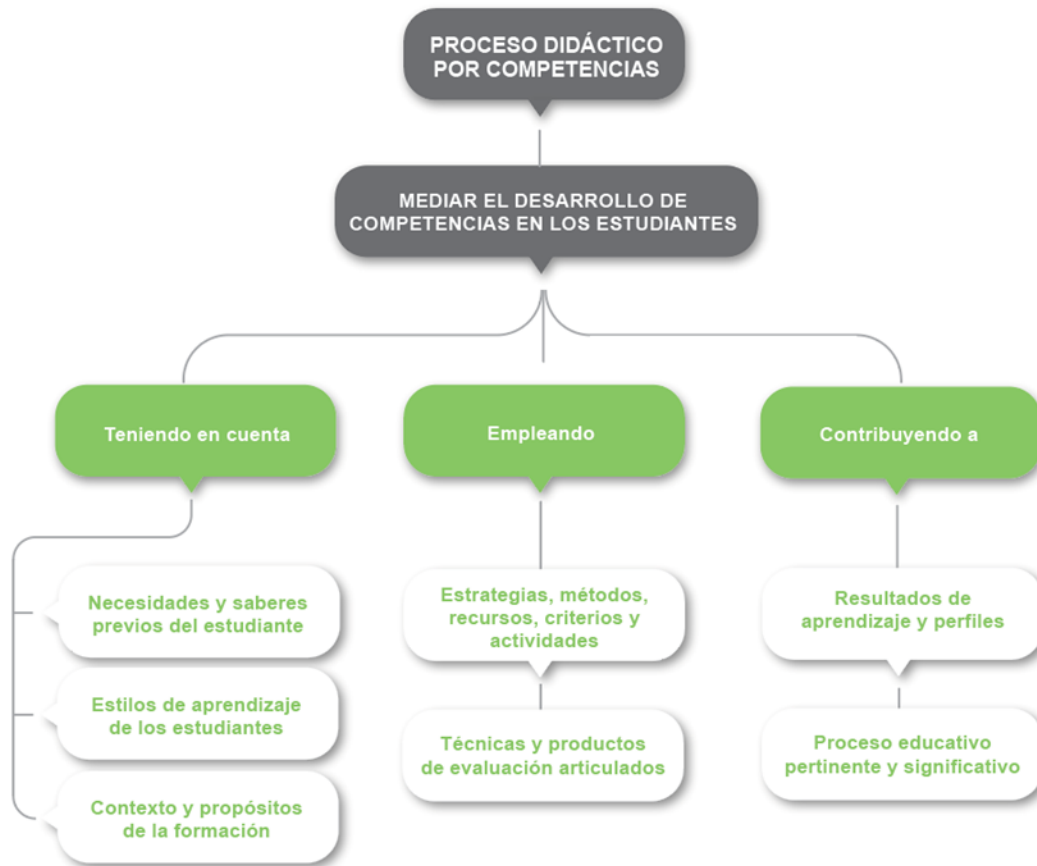 PROCESO DIDÁCTICO
POR COMPETENCIAS
MEDIAR EL DESARROLLO DE
COMPETENCIAS EN LOS ESTUDIANTES
Teniendo en cuenta
Necesidades y saberes
previos del estudiante
Estilos de aprendizaje
de los estudiantes
Contexto y propósitos
de la formación
Empleando
Estrategias, métodos,
recursos, criterios y
actividades
Técnicas y productos
de evaluación articulados
Contribuyendo a
Resultados de
aprendizaje y perfiles
Proceso educativo
pertinente y significativo